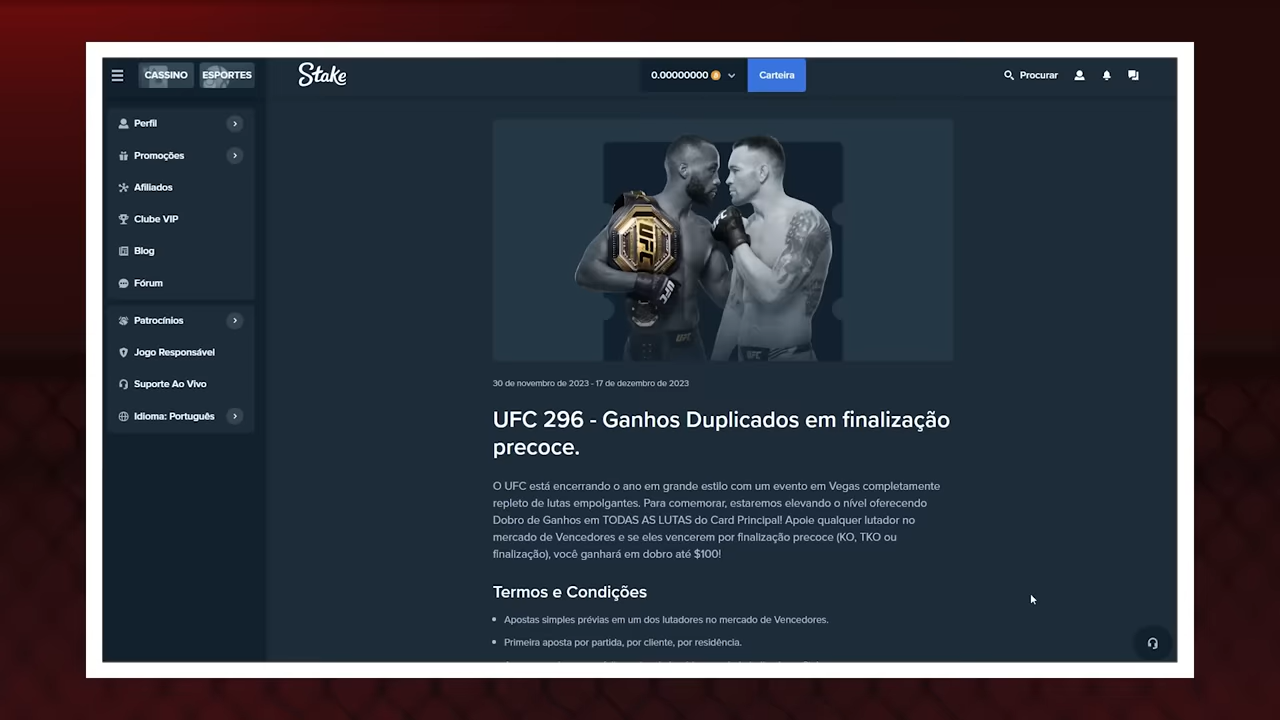 CASSINO
ESPORTES
Stake
0.00000000
Carteira
Procurar
Perfil
Promoções
Afiliados
Clube VIP
Blog
Fórum
Patrocínios
Jogo Responsável
Suporte Ao Vivo
Idioma: Português
UFC
UFC
UFC
UFC
30 de novembro de 2023 - 17 de dezembro de 2023
UFC 296 - Ganhos Duplicados em finalização
precoce.
O UFC está encerrando o ano em grande estilo com um evento em Vegas completamente
repleto de lutas empolgantes. Para comemorar, estaremos elevando o nível oferecendo
Dobro de Ganhos em TODAS AS LUTAS do Card Principal! Apoie qualquer lutador no
mercado de Vencedores e se eles vencerem por finalização precoce (KO, TKO ou
finalização), você ganhará em dobro até $100!
Termos e Condições
Apostas simples prévias em um dos lutadores no mercado de Vencedores.
Primeira aposta por partida, por cliente, por residência.